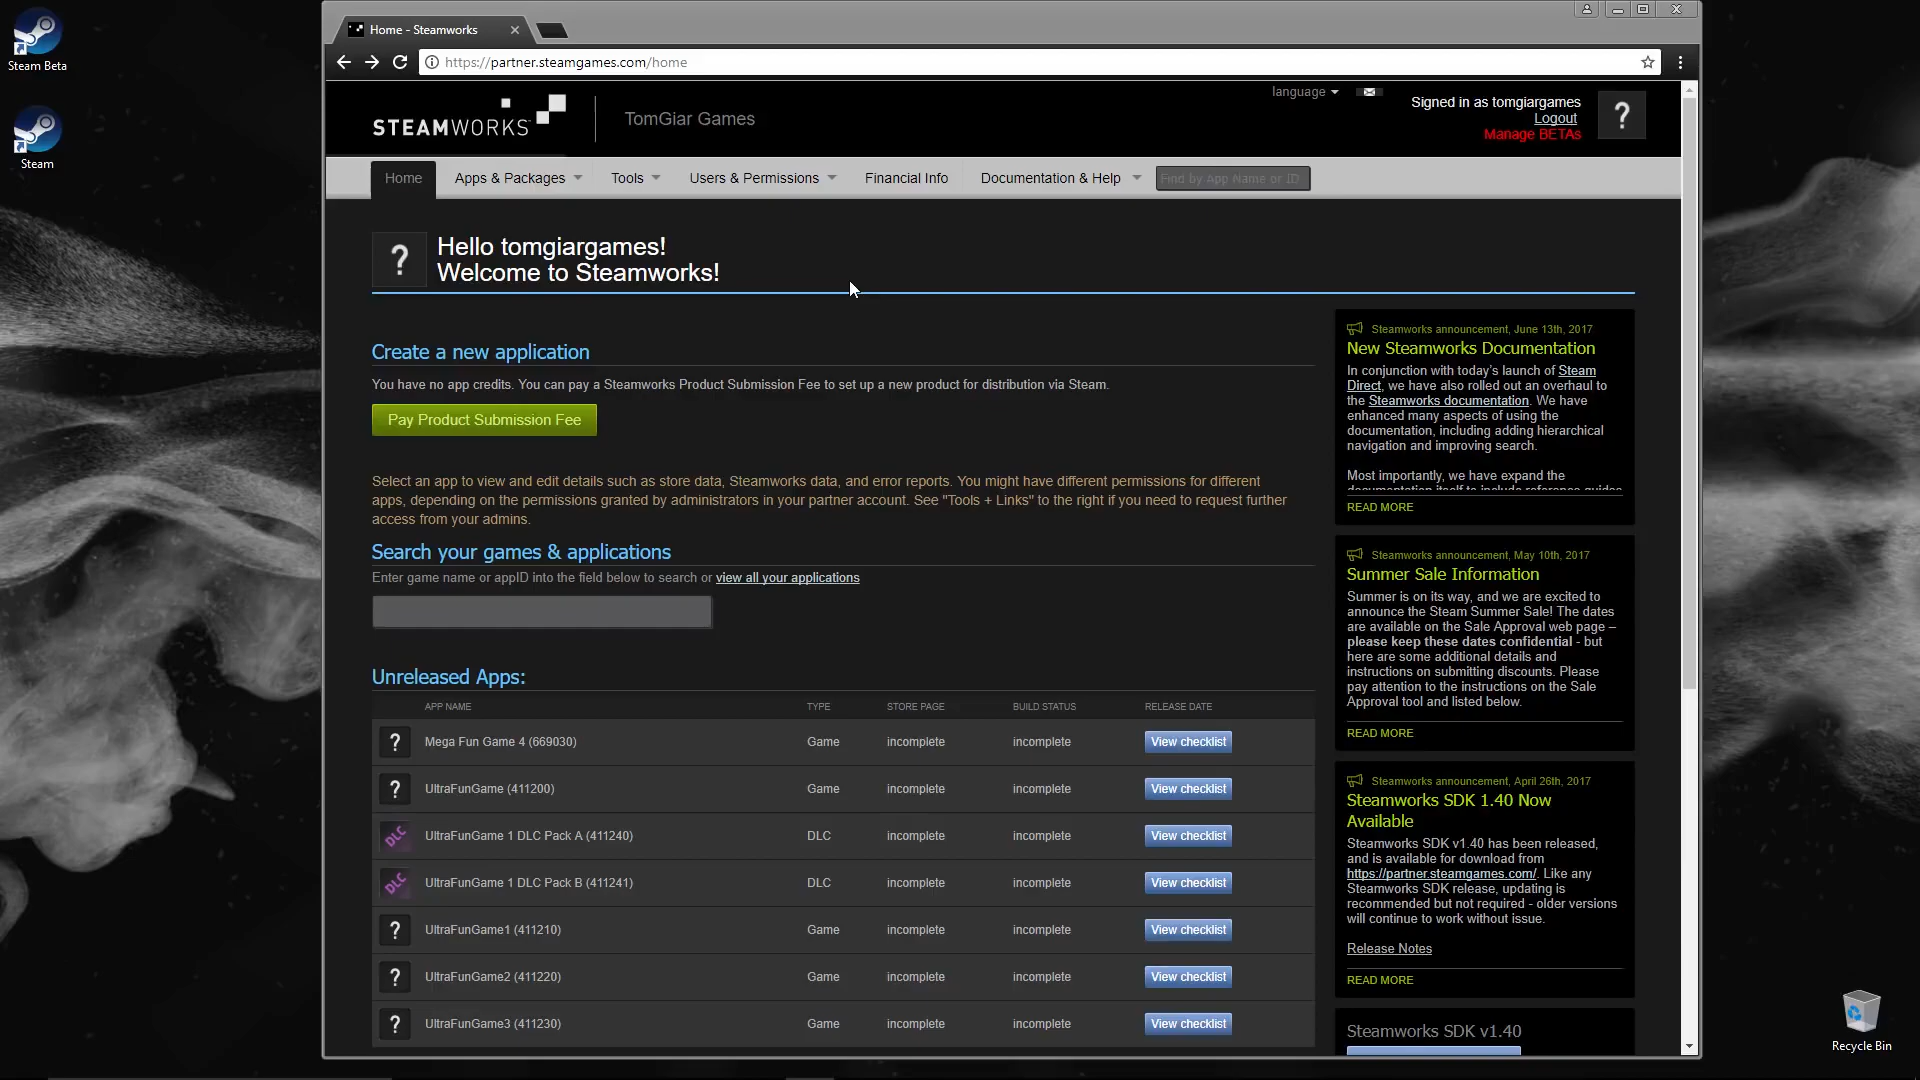 Steam Beta
Steam
Home - Steamworks
https://partner.steamgames.com/home
STEAMWORKS
TomGiar Games
language
Signed in as tomgiargames
Logout
Manage BETAs
Home
Apps & Packages
Tools
Users & Permissions
Financial Info
Documentation & Help
Find by App Name or ID
Hello tomgiargames!
Welcome to Steamworks!
Create a new application
You have no app credits. You can pay a Steamworks Product Submission Fee to set up a new product for distribution via Steam.
Pay Product Submission Fee
Select an app to view and edit details such as store data, Steamworks data, and error reports. You might have different permissions for different
apps, depending on the permissions granted by administrators in your partner account. See "Tools + Links" to the right if you need to request further
access from your admins.
Search your games & applications
Enter game name or appID into the field below to search or view all your applications
Unreleased Apps:
APP NAME TYPE STORE PAGE BUILD STATUS RELEASE DATE
Mega Fun Game 4 (669030) Game incomplete incomplete View checklist
UltraFunGame (411200) Game incomplete incomplete View checklist
DLC UltraFunGame 1 DLC Pack A (411240) DLC incomplete incomplete View checklist
DLC UltraFunGame 1 DLC Pack B (411241) DLC incomplete incomplete View checklist
UltraFunGame1 (411210) Game incomplete incomplete View checklist
UltraFunGame2 (411220) Game incomplete incomplete View checklist
UltraFunGame3 (411230) Game incomplete incomplete View checklist
Steamworks announcement, June 13th, 2017
New Steamworks Documentation
In conjunction with today's launch of Steam
Direct, we have also rolled out an overhaul to
the Steamworks documentation. We have
enhanced many aspects of using the
documentation, including adding hierarchical
navigation and improving search.
Most importantly, we have expand the
documentation itself to include reference guides
READ MORE
Steamworks announcement, May 10th, 2017
Summer Sale Information
Summer is on its way, and we are excited to
announce the Steam Summer Sale! The dates
are available on the Sale Approval web page –
please keep these dates confidential - but
here are some additional details and
instructions on submitting discounts. Please
pay attention to the instructions on the Sale
Approval tool and listed below.
READ MORE
Steamworks announcement, April 26th, 2017
Steamworks SDK 1.40 Now
Available
Steamworks SDK v1.40 has been released,
and is available for download from
https://partner.steamgames.com/. Like any
Steamworks SDK release, updating is
recommended but not required - older versions
will continue to work without issue.
Release Notes
READ MORE
Steamworks SDK v1.40
Recycle Bin